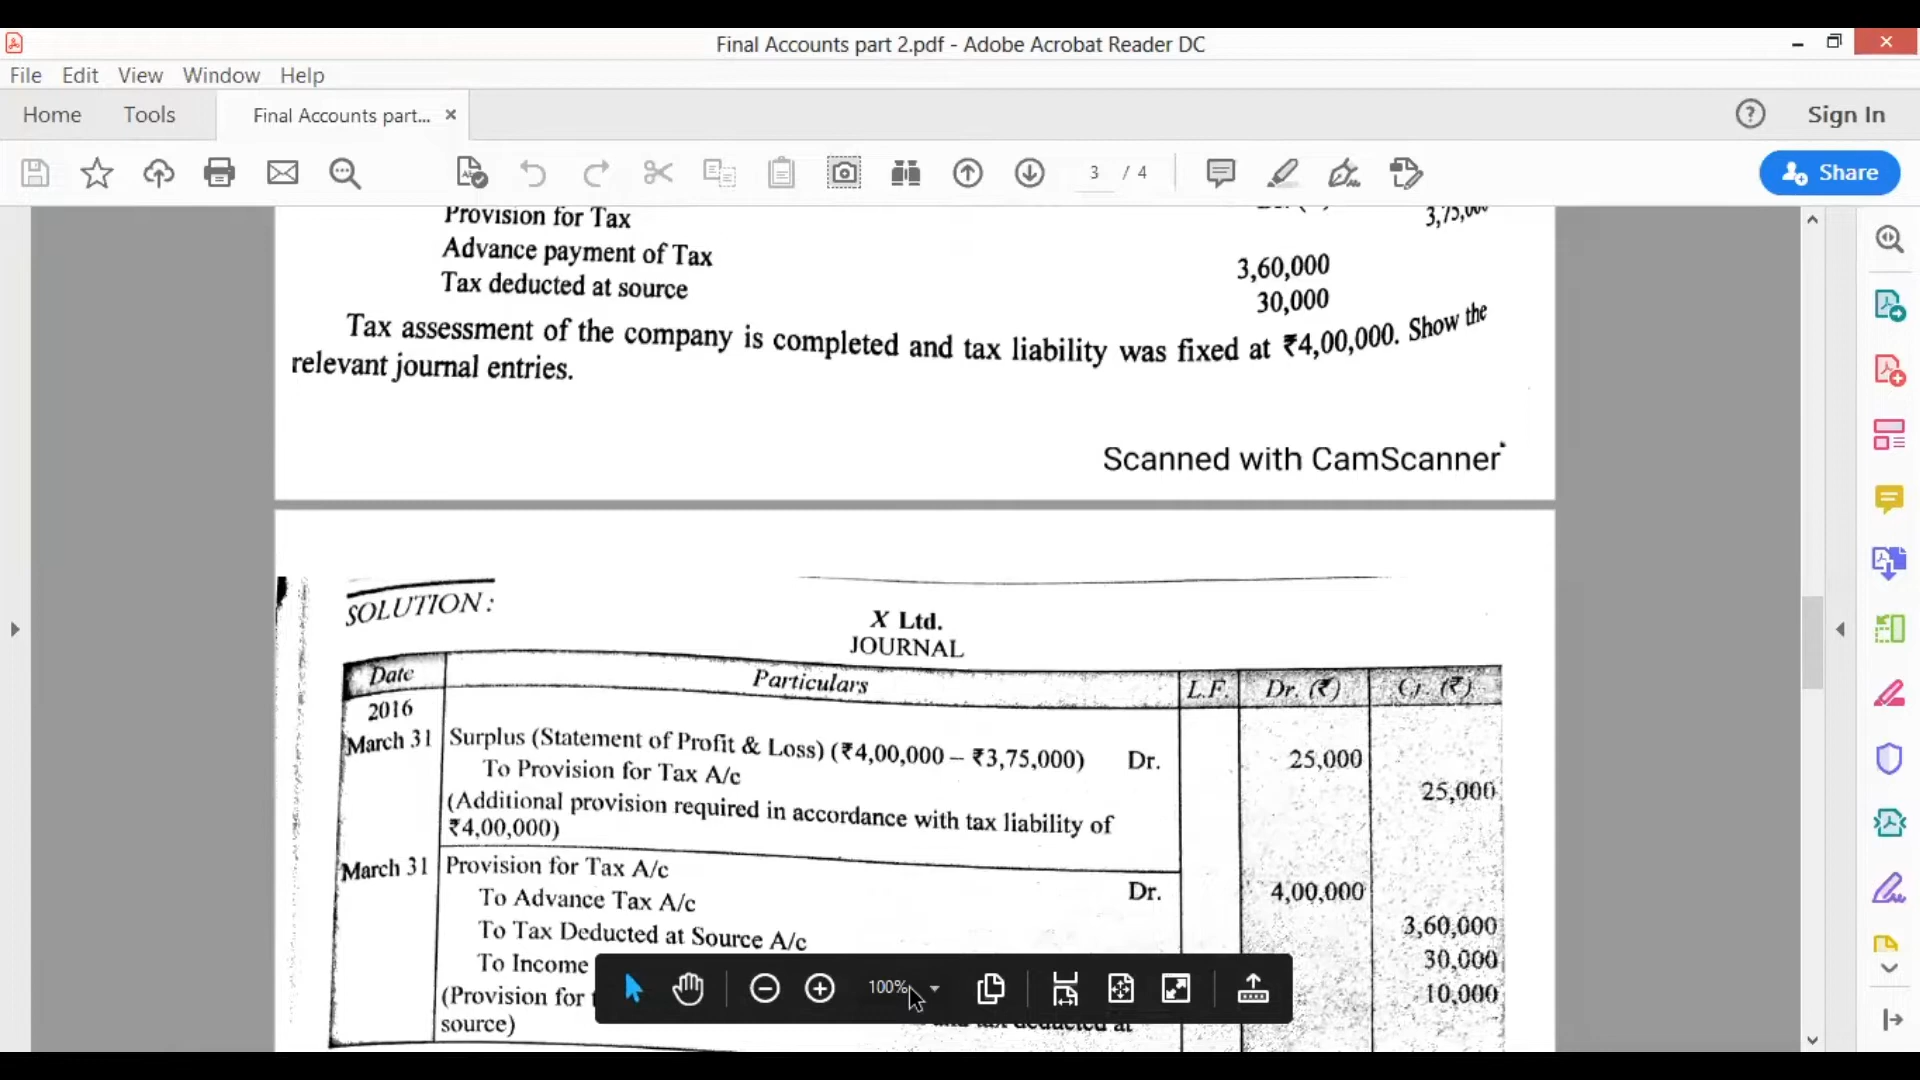 Final Accounts part 2.pdf - Adobe Acrobat Reader DC
File Edit View Window Help
Home Tools Final Accounts part... × ? Sign In
3 / 4 Share
Provision for Tax 3,75,000
Advance payment of Tax 3,60,000
Tax deducted at source 30,000
Tax assessment of the company is completed and tax liability was fixed at ₹4,00,000. Show the
relevant journal entries.
Scanned with CamScanner
SOLUTION:
X Ltd.
JOURNAL
Date Particulars L.F. Dr. (₹) Cr. (₹)
2016
March 31 Surplus (Statement of Profit & Loss) (₹4,00,000 – ₹3,75,000) Dr. 25,000
To Provision for Tax A/c 25,000
(Additional provision required in accordance with tax liability of
₹4,00,000)
March 31 Provision for Tax A/c Dr. 4,00,000
To Advance Tax A/c 3,60,000
To Tax Deducted at Source A/c 30,000
To Income 10,000
(Provision for
source) and tax deducted at
100%